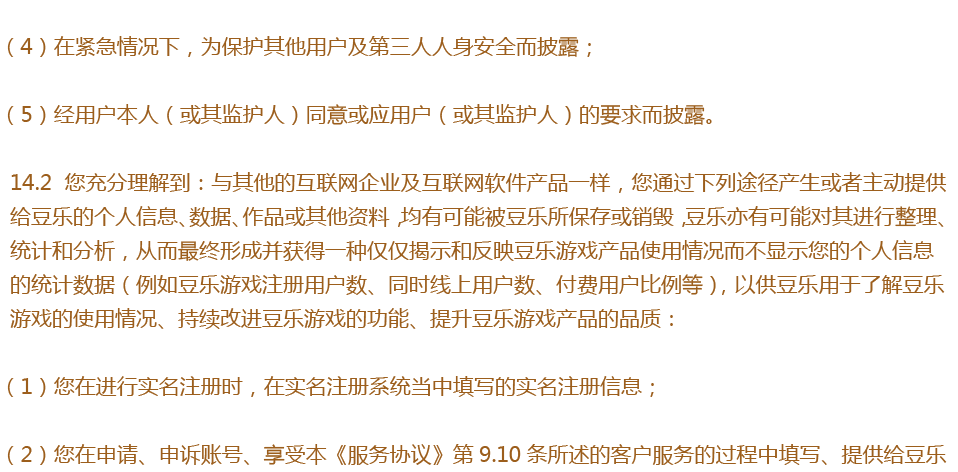 （4）在紧急情况下，为保护其他用户及第三人人身安全而披露；
（5）经用户本人（或其监护人）同意或应用户（或其监护人）的要求而披露。
14.2 您充分理解到：与其他的互联网企业及互联网软件产品一样，您通过下列途径产生或者主动提供
给豆乐的个人信息、数据、作品或其他资料，均有可能被豆乐所保存或销毁，豆乐亦有可能对其进行整理、
统计和分析，从而最终形成并获得一种仅仅揭示和反映豆乐游戏产品使用情况而不显示您的个人信息
的统计数据（例如豆乐游戏注册用户数、同时线上用户数、付费用户比例等），以供豆乐用于了解豆乐
游戏的使用情况、持续改进豆乐游戏的功能、提升豆乐游戏产品的品质：
（1）您在进行实名注册时，在实名注册系统当中填写的实名注册信息；
（2）您在申请、申诉账号、享受本《服务协议》第 9.10 条所述的客户服务的过程中填写、提供给豆乐